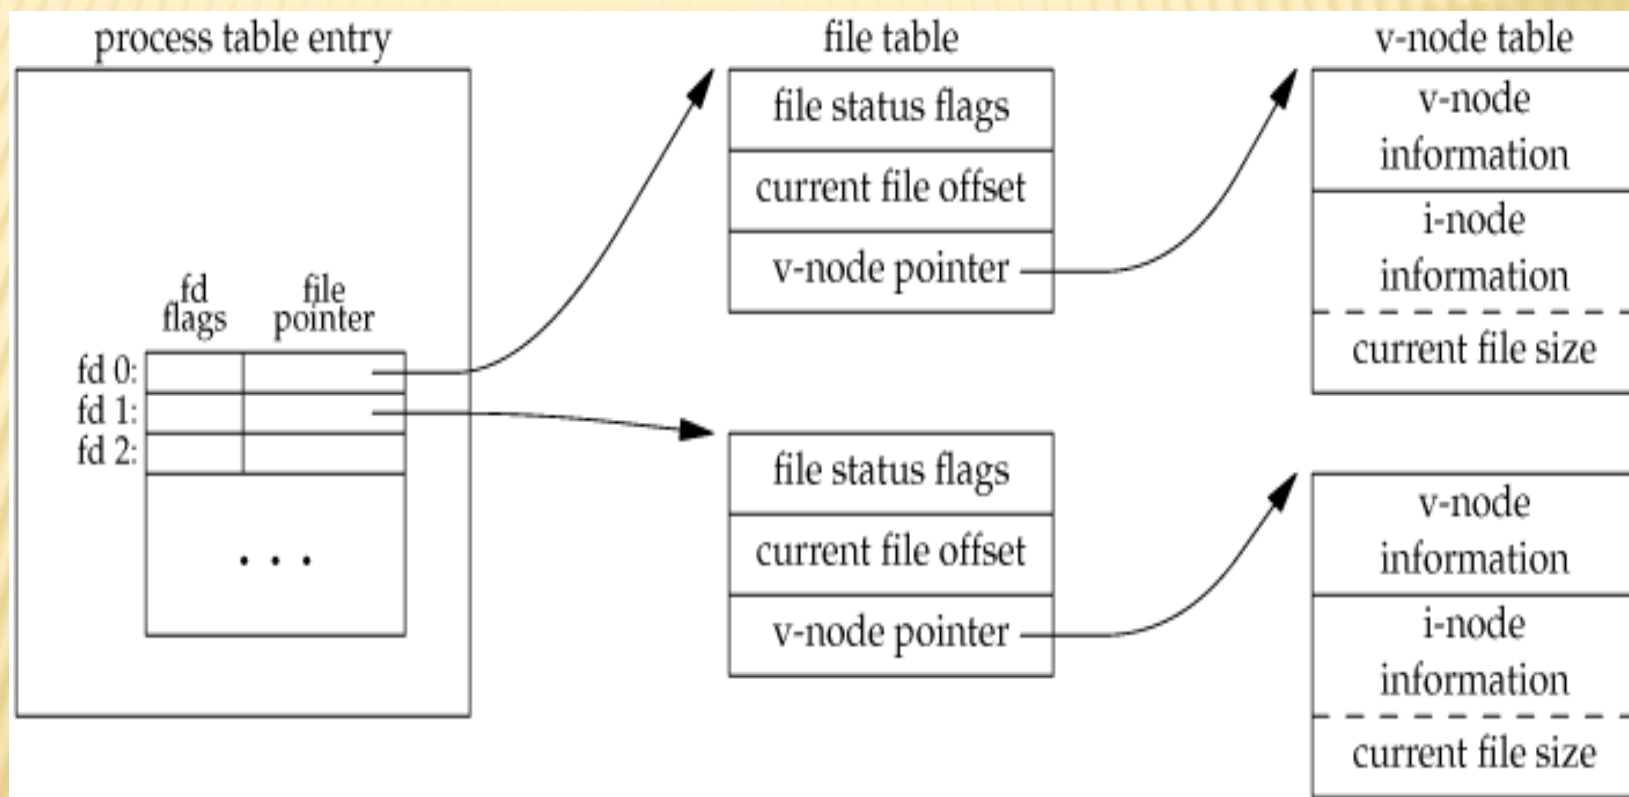 process table entry
fd
flags
file
pointer
fd 0:
fd 1:
fd 2:
. . .
file table
file status flags
current file offset
v-node pointer
file status flags
current file offset
v-node pointer
v-node table
v-node
information
i-node
information
current file size
v-node
information
i-node
information
current file size